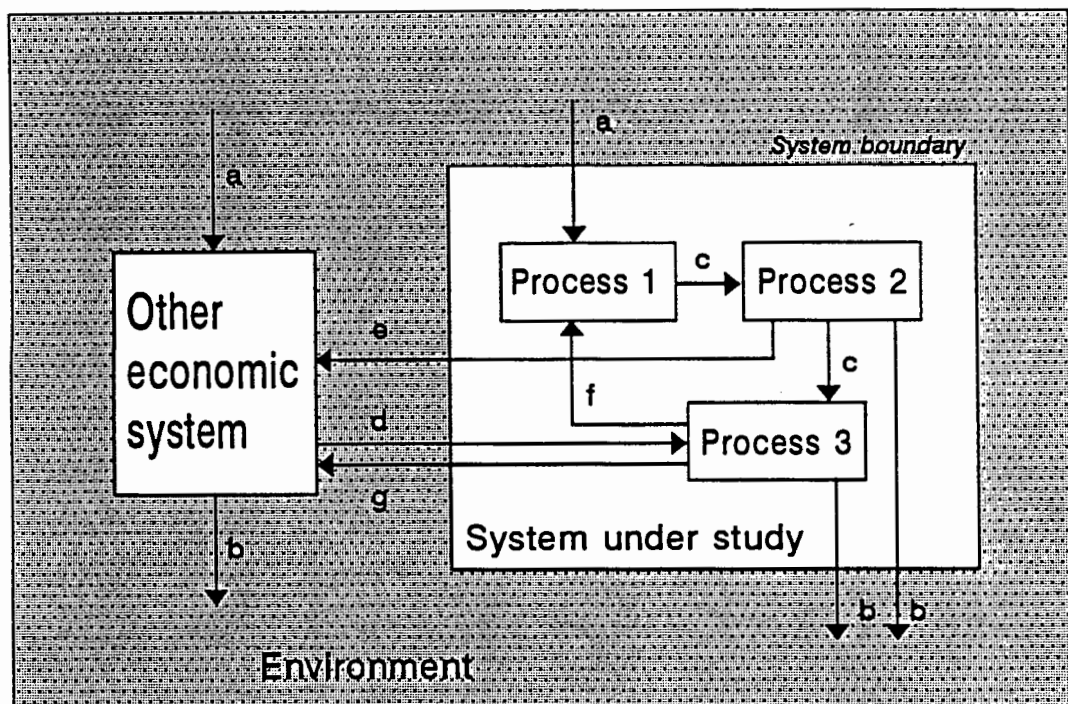 a
System boundary
a
Process 1
c
Process 2
Other
economic
system
e
c
f
d
Process 3
g
System under study
b
b
b
Environment